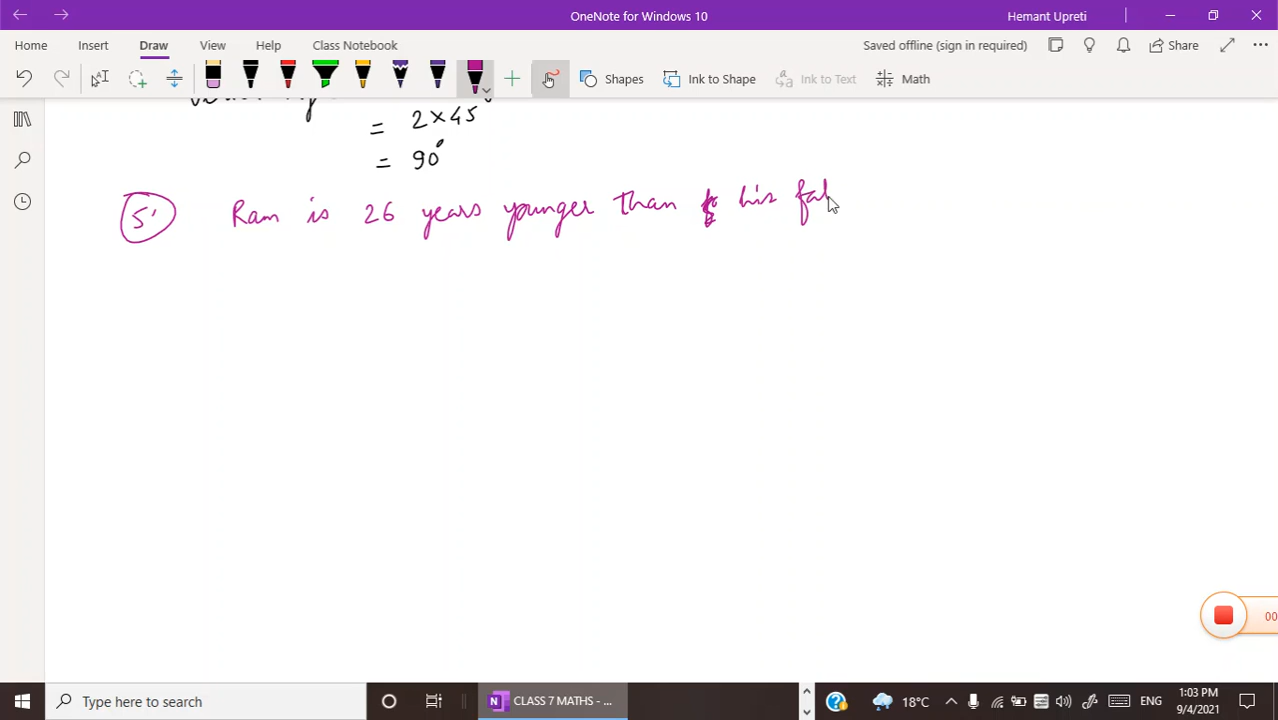 OneNote for Windows 10
Hemant Upreti
Home Insert Draw View Help Class Notebook
Saved offline (sign in required) Share
Shapes Ink to Shape Ink to Text Math
= 2 × 45°
= 90°
5' Ram is 26 years younger than his fat
00
Type here to search
CLASS 7 MATHS - ...
18°C
ENG
1:03 PM
9/4/2021